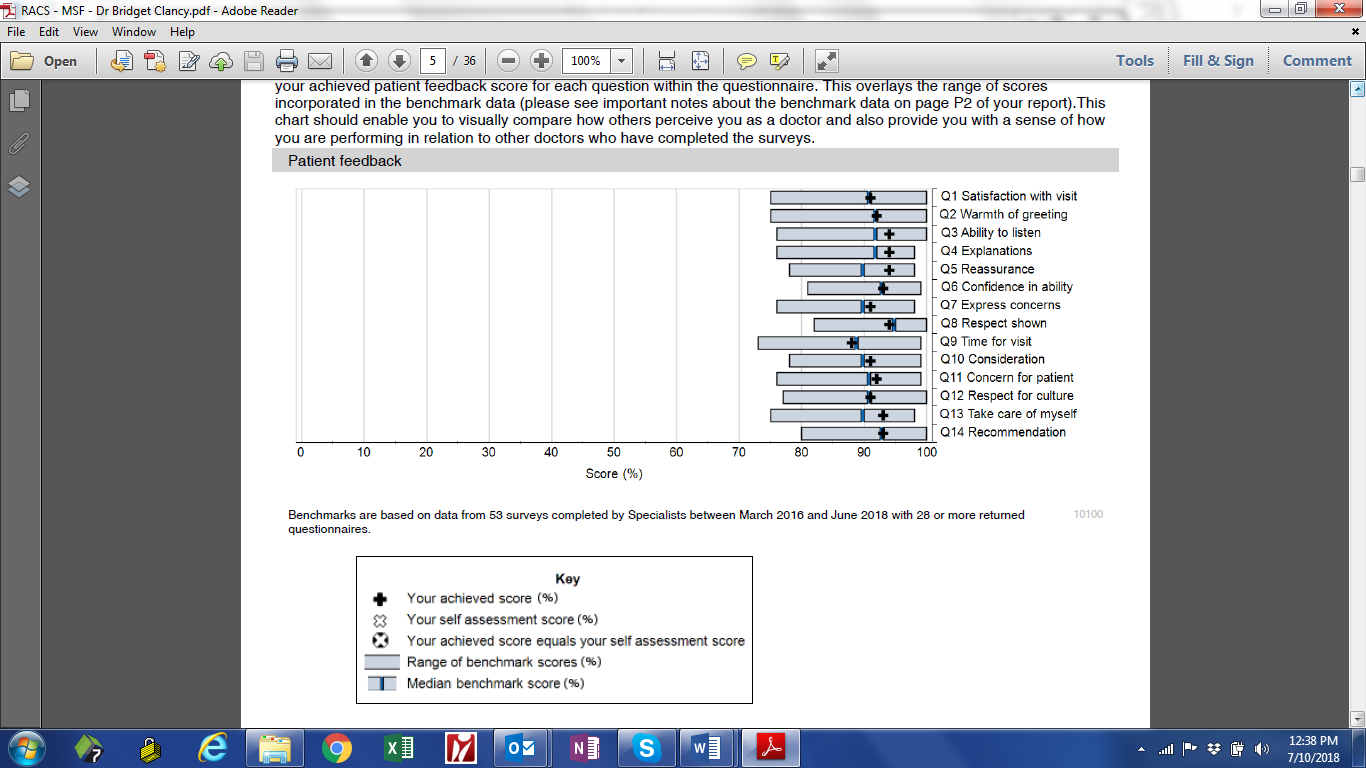 RACS - MSF - Dr Bridget Clancy.pdf - Adobe Reader
File Edit View Window Help
Open 5 / 36 100% Tools Fill & Sign Comment
your achieved patient feedback score for each question within the questionnaire. This overlays the range of scores
incorporated in the benchmark data (please see important notes about the benchmark data on page P2 of your report).This
chart should enable you to visually compare how others perceive you as a doctor and also provide you with a sense of how
you are performing in relation to other doctors who have completed the surveys.
Patient feedback
Q1 Satisfaction with visit
Q2 Warmth of greeting
Q3 Ability to listen
Q4 Explanations
Q5 Reassurance
Q6 Confidence in ability
Q7 Express concerns
Q8 Respect shown
Q9 Time for visit
Q10 Consideration
Q11 Concern for patient
Q12 Respect for culture
Q13 Take care of myself
Q14 Recommendation
0 10 20 30 40 50 60 70 80 90 100
Score (%)
Benchmarks are based on data from 53 surveys completed by Specialists between March 2016 and June 2018 with 28 or more returned
questionnaires.
10100
Key
Your achieved score (%)
Your self assessment score (%)
Your achieved score equals your self assessment score
Range of benchmark scores (%)
Median benchmark score (%)
12:38 PM
7/10/2018